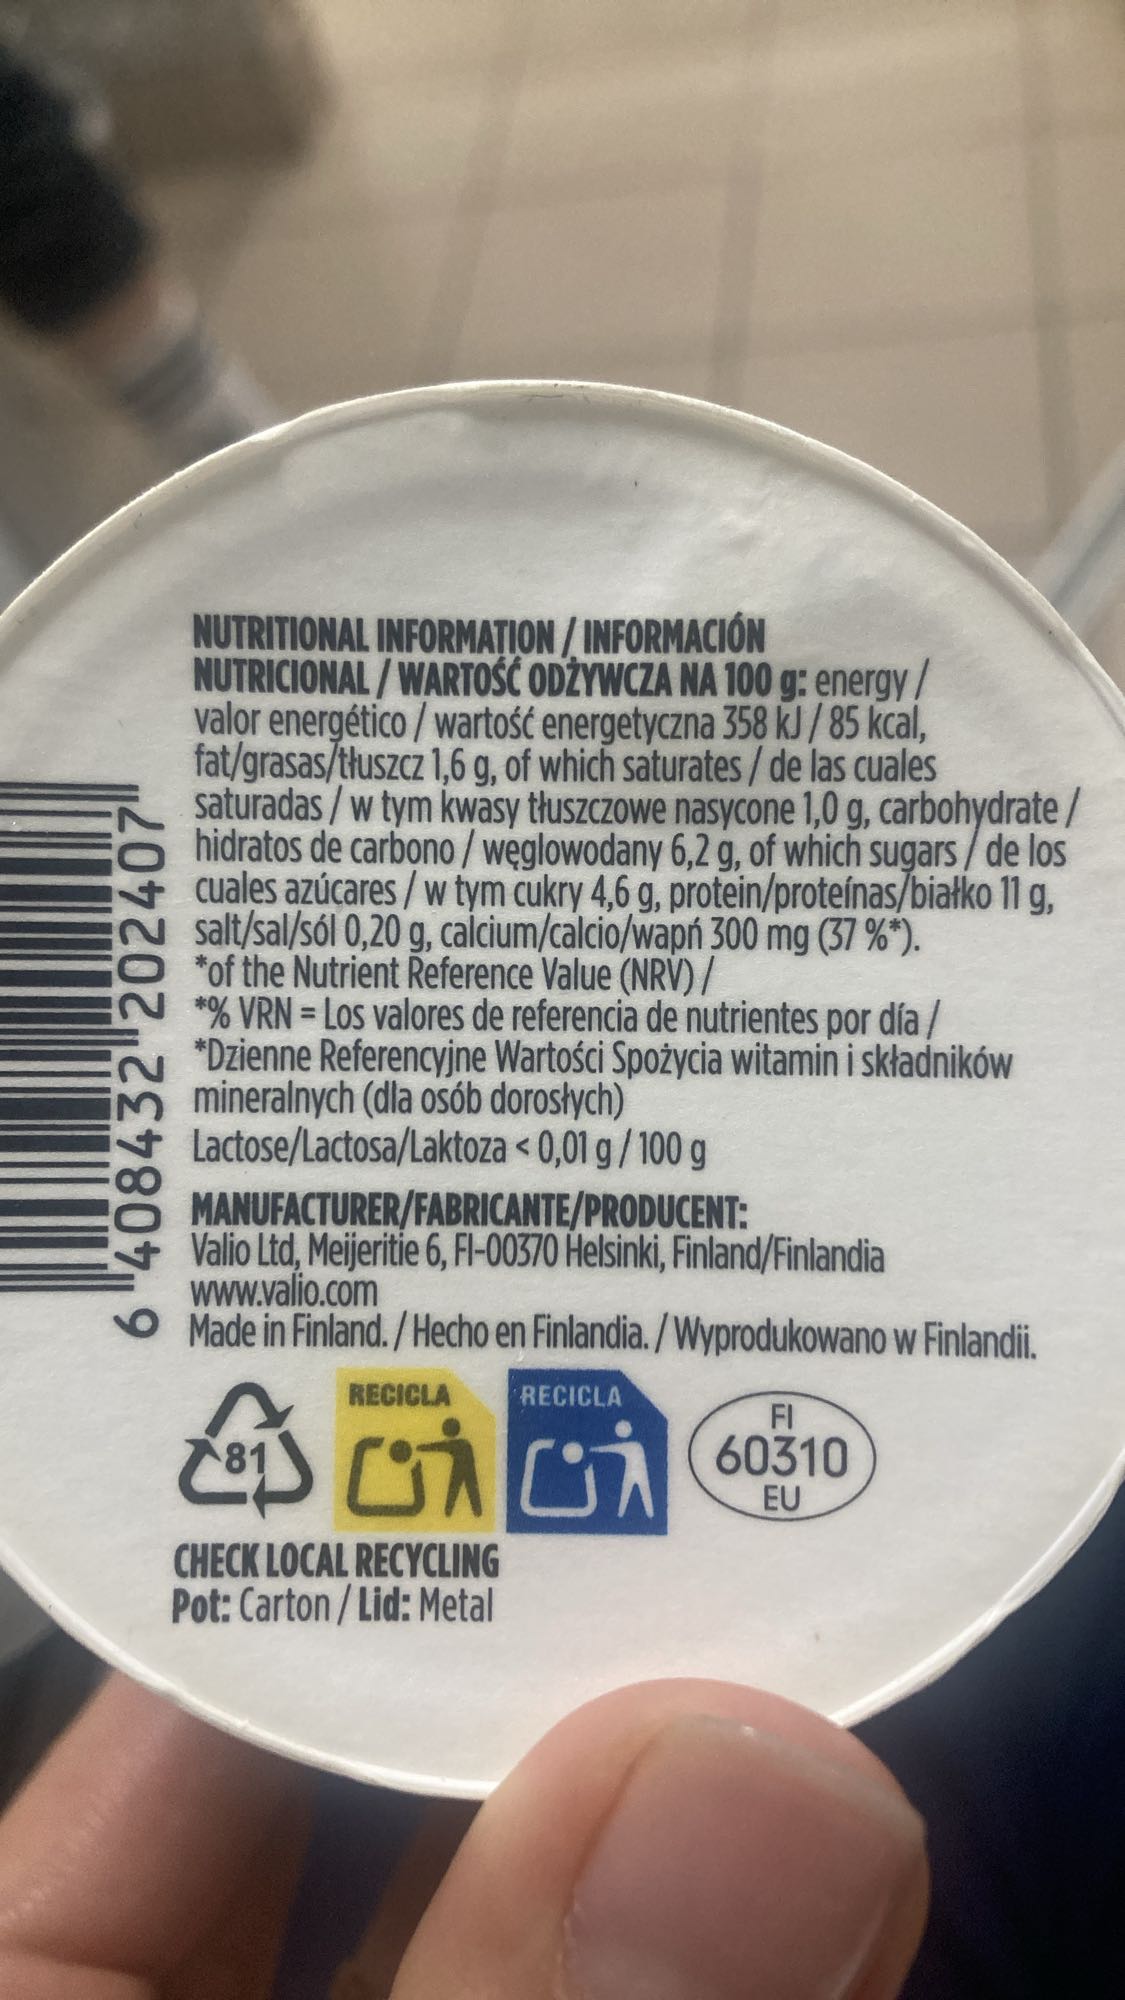 NUTRITIONAL INFORMATION / INFORMACIÓN
NUTRICIONAL / WARTOŚĆ ODŻYWCZA NA 100 g: energy /
valor energético / wartość energetyczna 358 kJ / 85 kcal,
fat/grasas/tłuszcz 1,6 g, of which saturates / de las cuales
saturadas / w tym kwasy tłuszczowe nasycone 1,0 g, carbohydrate /
hidratos de carbono / węglowodany 6,2 g, of which sugars / de los
cuales azúcares / w tym cukry 4,6 g, protein/proteínas/białko 11 g,
salt/sal/sól 0,20 g, calcium/calcio/wapń 300 mg (37 %*).
*of the Nutrient Reference Value (NRV) /
*% VRN = Los valores de referencia de nutrientes por día /
*Dzienne Referencyjne Wartości Spożycia witamin i składników
mineralnych (dla osób dorosłych)
Lactose/Lactosa/Laktoza < 0,01 g / 100 g
MANUFACTURER/FABRICANTE/PRODUCENT:
Valio Ltd, Meijeritie 6, FI-00370 Helsinki, Finland/Finlandia
www.valio.com
Made in Finland. / Hecho en Finlandia. / Wyprodukowano w Finlandii.
6 408432 202407
81
RECICLA
RECICLA
FI
60310
EU
CHECK LOCAL RECYCLING
Pot: Carton / Lid: Metal